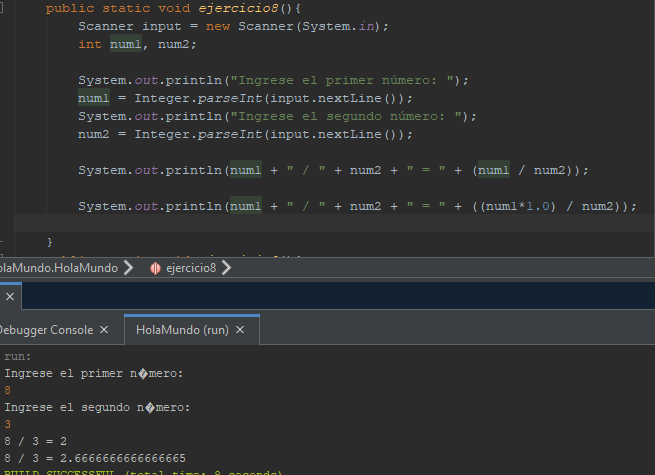 public static void ejercicio8(){
Scanner input = new Scanner(System.in);
int num1, num2;
System.out.println("Ingrese el primer número: ");
num1 = Integer.parseInt(input.nextLine());
System.out.println("Ingrese el segundo número: ");
num2 = Integer.parseInt(input.nextLine());
System.out.println(num1 + " / " + num2 + " = " + (num1 / num2));
System.out.println(num1 + " / " + num2 + " = " + ((num1*1.0) / num2));
}
olaMundo.HolaMundo ejercicio8
Debugger Console HolaMundo (run)
run:
Ingrese el primer n�mero:
8
Ingrese el segundo n�mero:
3
8 / 3 = 2
8 / 3 = 2.6666666666666665
BUILD SUCCESSFUL (total time: 8 seconds)